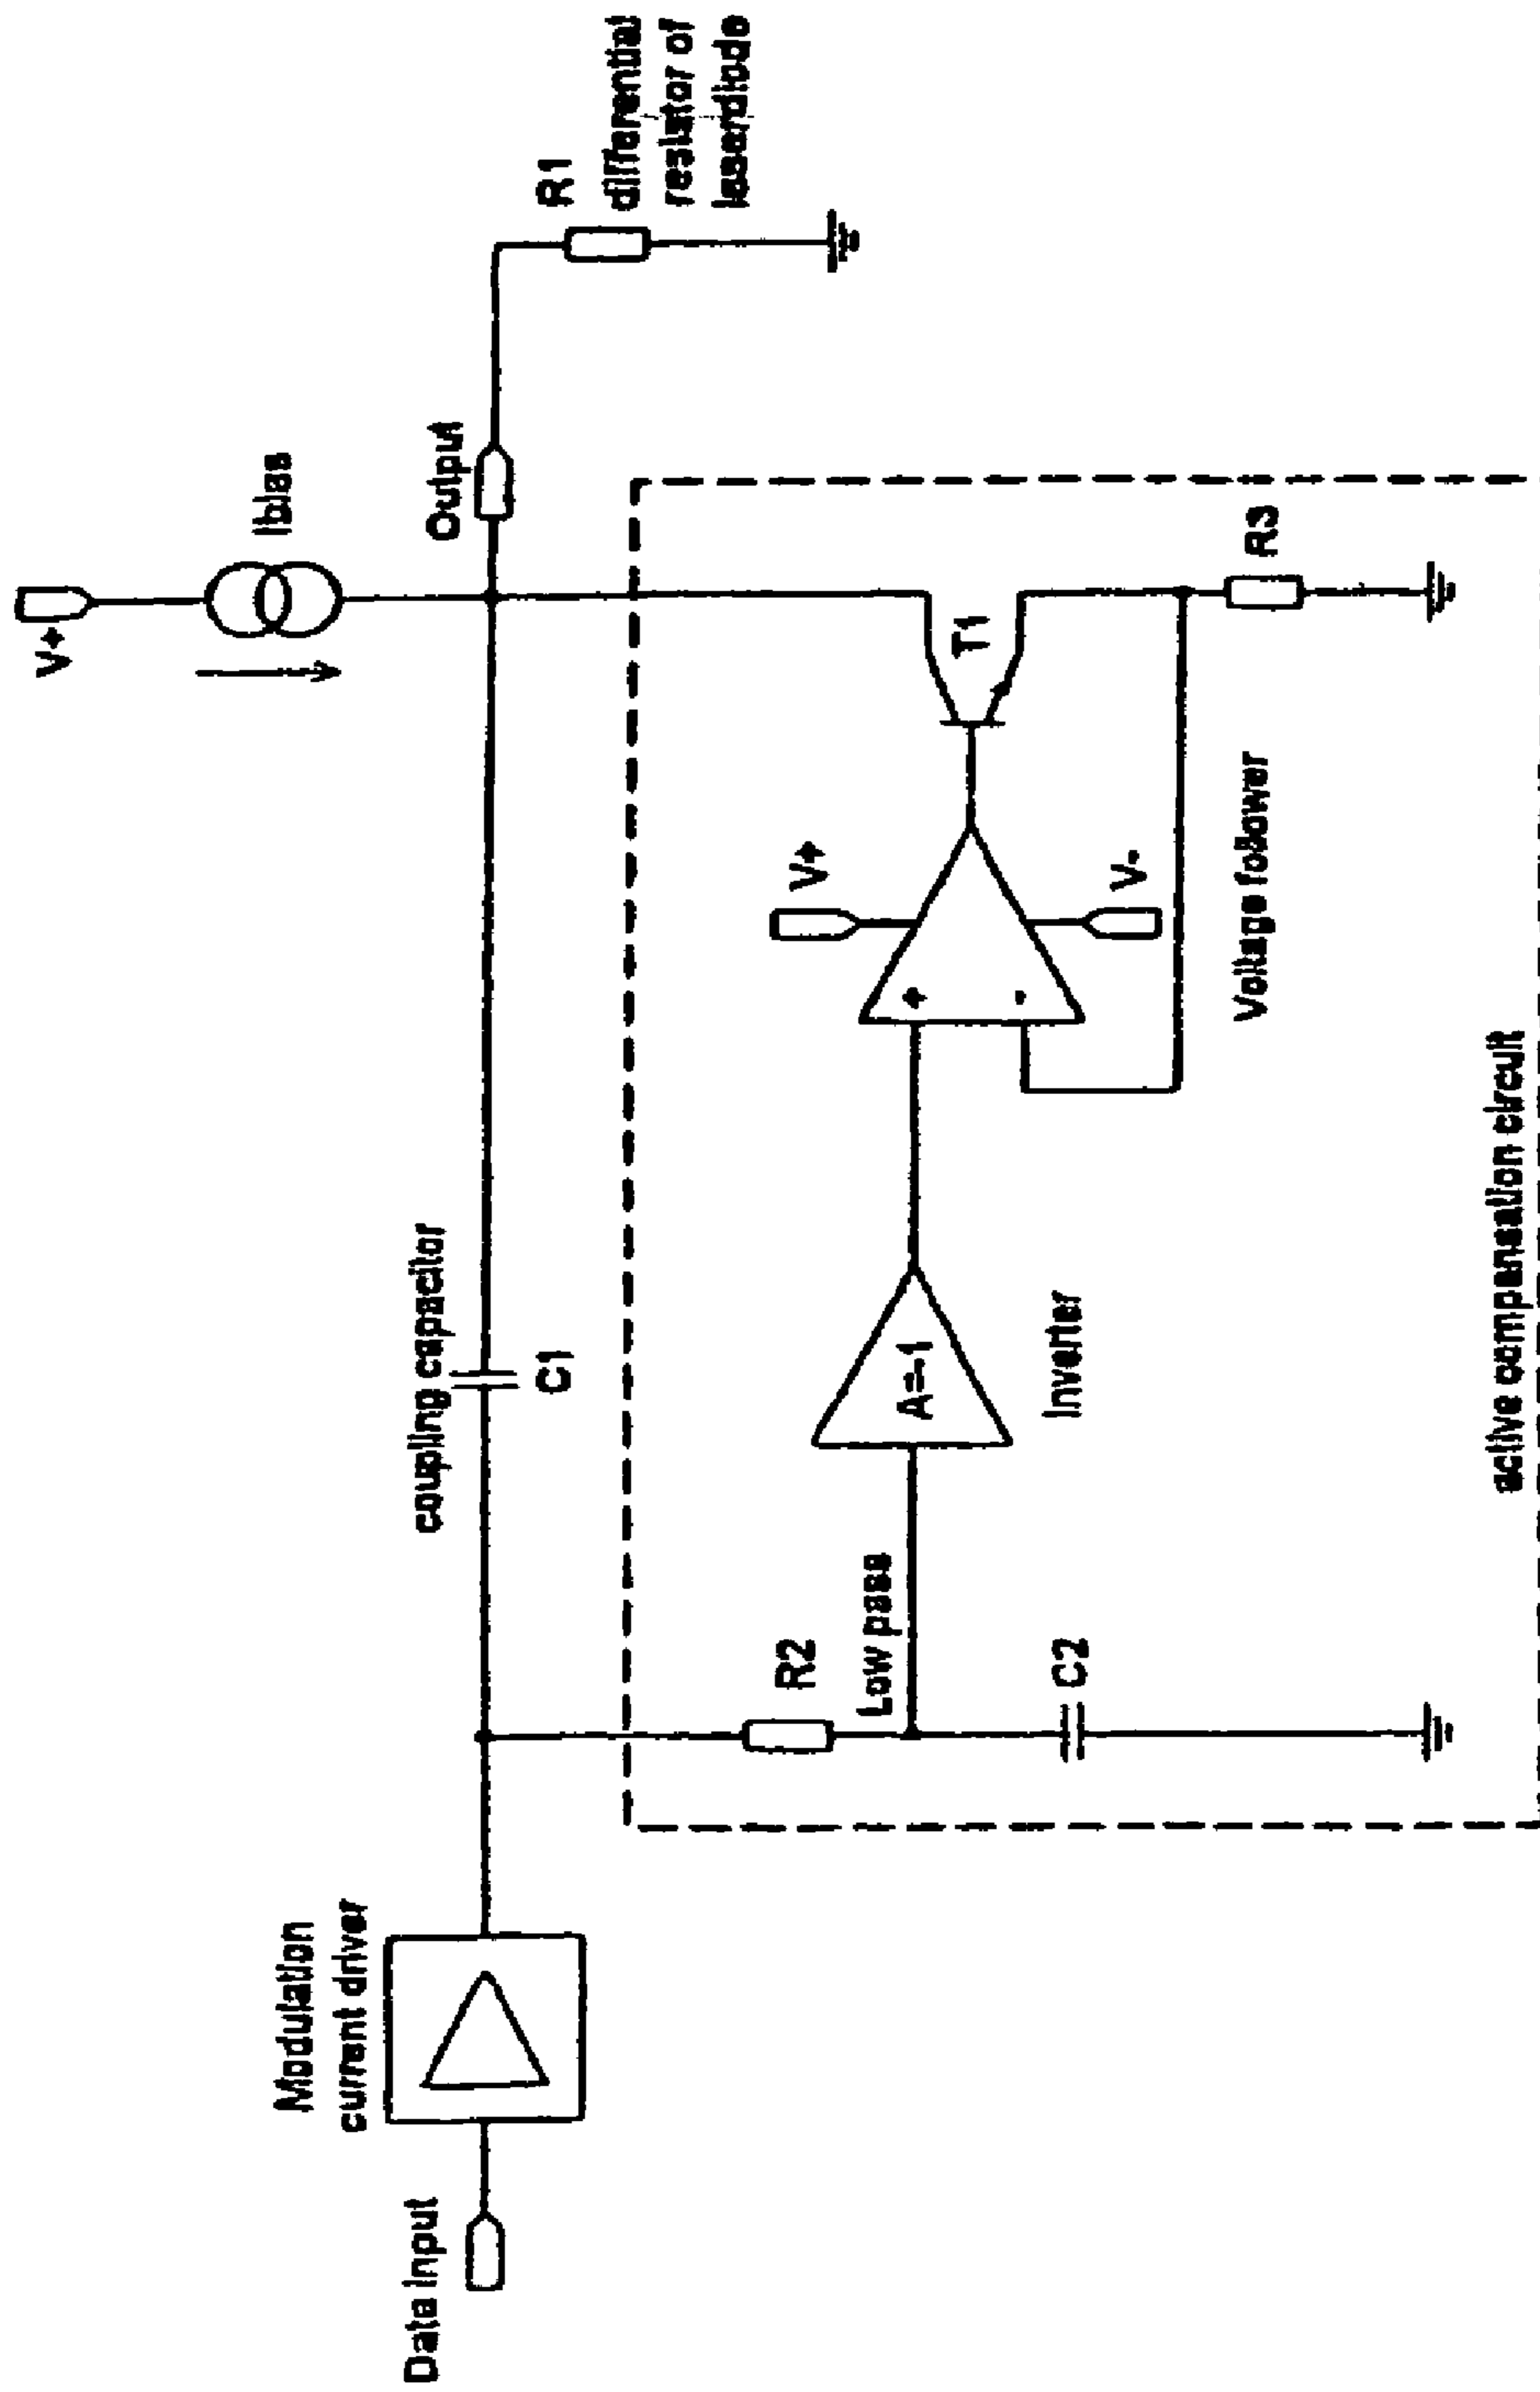 V+
Ibias
Modulation
current driver
Data Input
coupling capacitor
C1
Output
R1
differential
resistor of
laserdiode
R2
Low pass
C2
A=-1
Inverter
V+
+
-
V-
Voltage follower
T1
R3
active compensation circuit